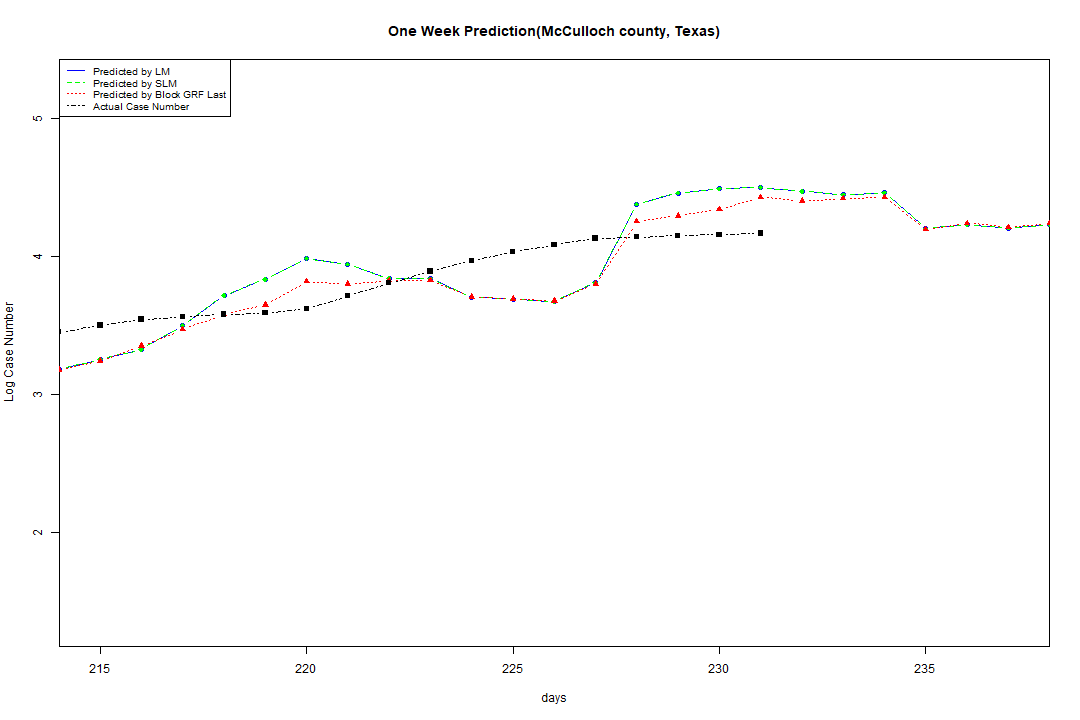 One Week Prediction(McCulloch county, Texas)
Predicted by LM
Predicted by SLM
Predicted by Block GRF Last
Actual Case Number
5
4
3
2
Log Case Number
215 220 225 230 235
days